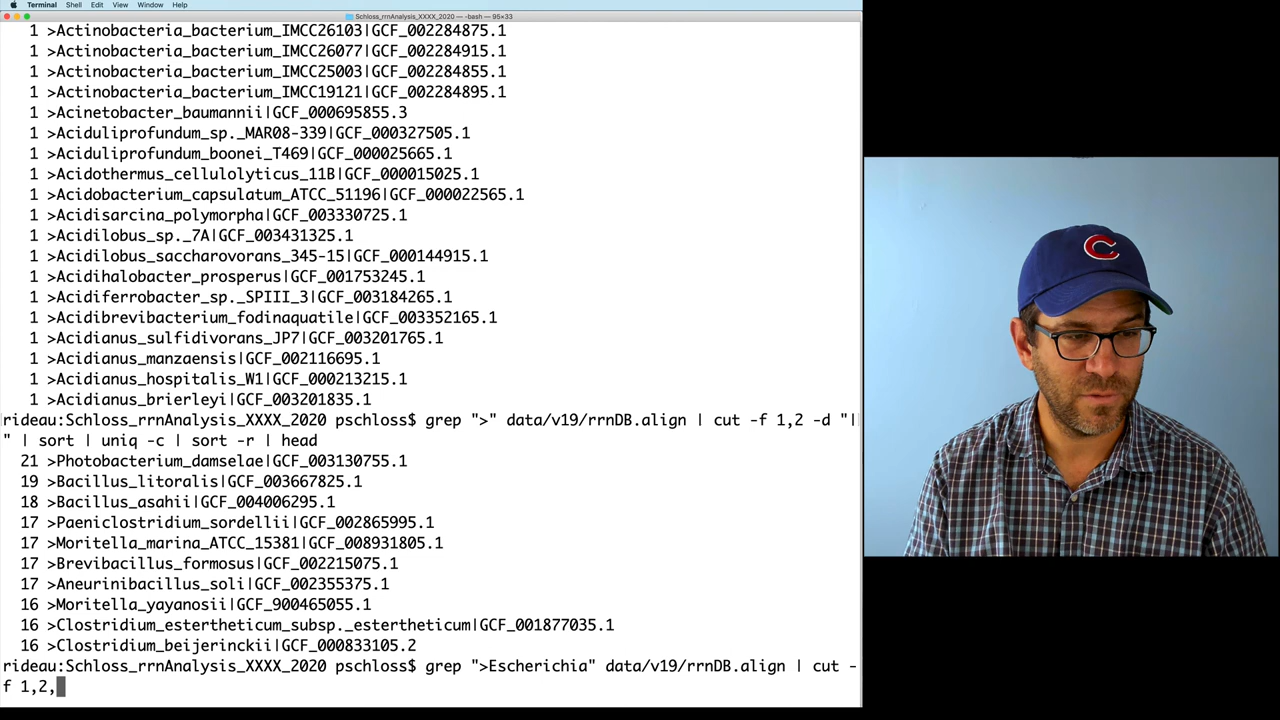 Terminal Shell Edit View Window Help
Schloss_rrnAnalysis_XXXX_2020 — -bash — 95×33
1 >Actinobacteria_bacterium_IMCC26103|GCF_002284875.1
1 >Actinobacteria_bacterium_IMCC26077|GCF_002284915.1
1 >Actinobacteria_bacterium_IMCC25003|GCF_002284855.1
1 >Actinobacteria_bacterium_IMCC19121|GCF_002284895.1
1 >Acinetobacter_baumannii|GCF_000695855.3
1 >Aciduliprofundum_sp._MAR08-339|GCF_000327505.1
1 >Aciduliprofundum_boonei_T469|GCF_000025665.1
1 >Acidothermus_cellulolyticus_11B|GCF_000015025.1
1 >Acidobacterium_capsulatum_ATCC_51196|GCF_000022565.1
1 >Acidisarcina_polymorpha|GCF_003330725.1
1 >Acidilobus_sp._7A|GCF_003431325.1
1 >Acidilobus_saccharovorans_345-15|GCF_000144915.1
1 >Acidihalobacter_prosperus|GCF_001753245.1
1 >Acidiferrobacter_sp._SPIII_3|GCF_003184265.1
1 >Acidibrevibacterium_fodinaquatile|GCF_003352165.1
1 >Acidianus_sulfidivorans_JP7|GCF_003201765.1
1 >Acidianus_manzaensis|GCF_002116695.1
1 >Acidianus_hospitalis_W1|GCF_000213215.1
1 >Acidianus_brierleyi|GCF_003201835.1
rideau:Schloss_rrnAnalysis_XXXX_2020 pschloss$ grep ">" data/v19/rrnDB.align | cut -f 1,2 -d "|
" | sort | uniq -c | sort -r | head
21 >Photobacterium_damselae|GCF_003130755.1
19 >Bacillus_litoralis|GCF_003667825.1
18 >Bacillus_asahii|GCF_004006295.1
17 >Paeniclostridium_sordellii|GCF_002865995.1
17 >Moritella_marina_ATCC_15381|GCF_008931805.1
17 >Brevibacillus_formosus|GCF_002215075.1
17 >Aneurinibacillus_soli|GCF_002355375.1
16 >Moritella_yayanosii|GCF_900465055.1
16 >Clostridium_estertheticum_subsp._estertheticum|GCF_001877035.1
16 >Clostridium_beijerinckii|GCF_000833105.2
rideau:Schloss_rrnAnalysis_XXXX_2020 pschloss$ grep ">Escherichia" data/v19/rrnDB.align | cut -
f 1,2,
C